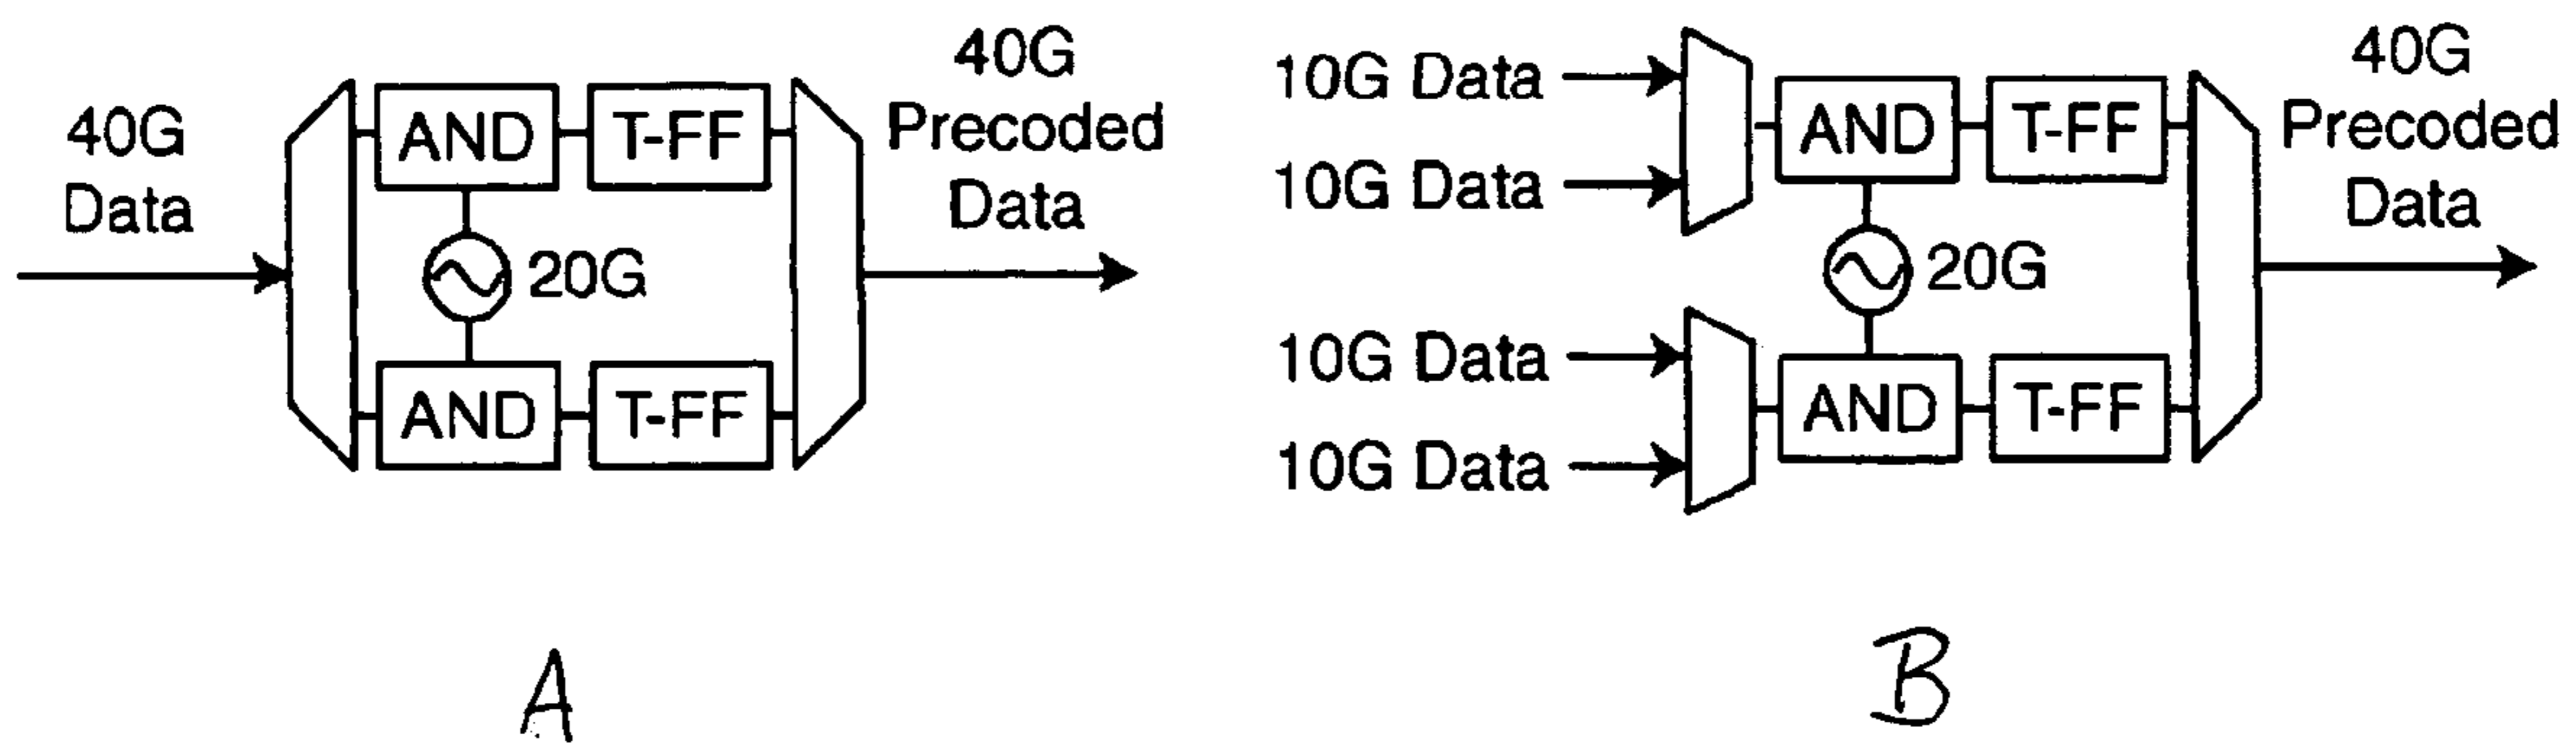 40G
Data
AND
T-FF
20G
AND
T-FF
40G
Precoded
Data
A
10G Data
10G Data
10G Data
10G Data
AND
T-FF
20G
AND
T-FF
40G
Precoded
Data
B